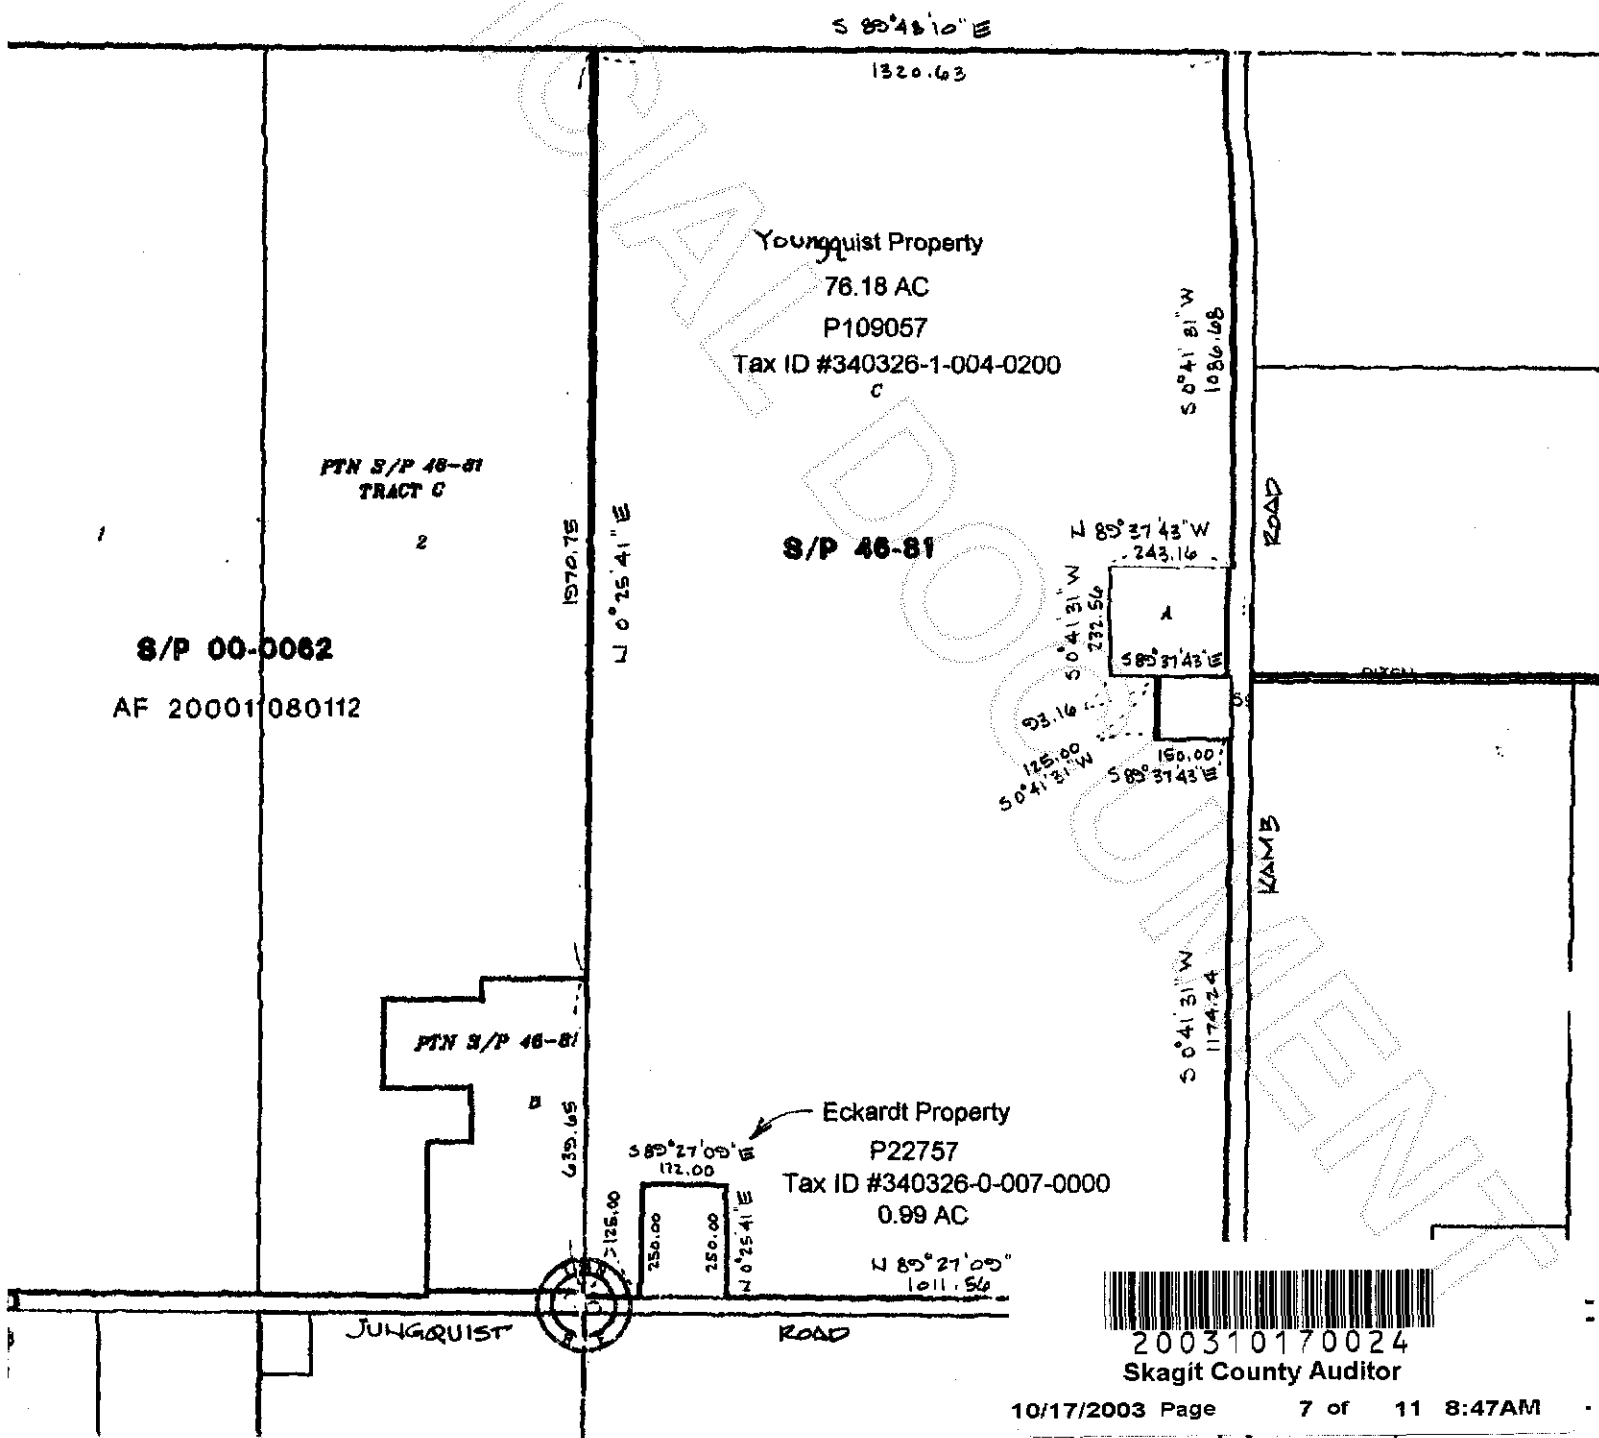 S 89°48'10" E
1320.63
Youngquist Property
76.18 AC
P109057
Tax ID #340326-1-004-0200
C
S 0°41'31" W
1086.68
PTN S/P 46-81
TRACT C
1
2
1970.75
N 0°25'41" E
S/P 46-81
N 89°37'43" W
243.16
ROAD
S 0°41'31" W
232.56
A
S 89°37'43" E
S/P 00-0062
AF 200011080112
DITCH
93.16
125.00
S 0°41'31" W
150.00
S 89°37'43" E
KAMB
S 0°41'31" W
1174.24
PTN S/P 46-81
B
639.65
Eckardt Property
P22757
Tax ID #340326-0-007-0000
0.99 AC
S 89°27'09" E
172.00
125.00
250.00
250.00
N 0°25'41" E
N 89°27'09"
1011.56
JUNGQUIST
ROAD
200310170024
Skagit County Auditor
10/17/2003 Page 7 of 11 8:47AM
ICIAL DOCUMENT